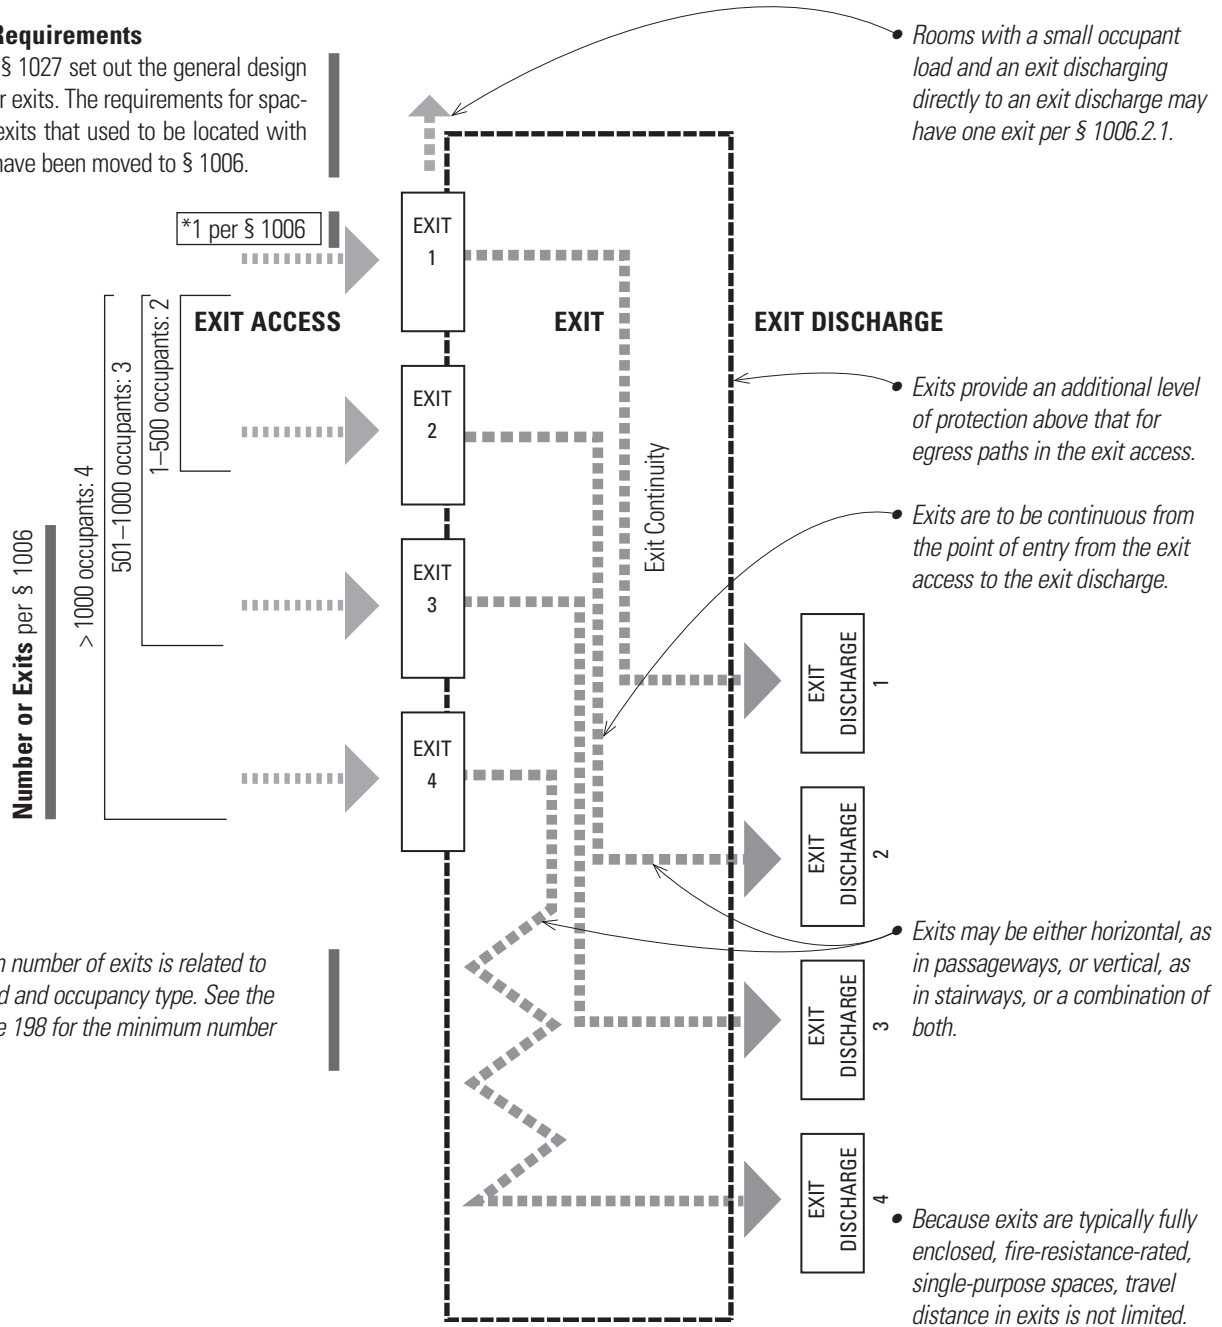 Requirements
§ 1027 set out the general design
r exits. The requirements for spac-
exits that used to be located with
have been moved to § 1006.
• Rooms with a small occupant
load and an exit discharging
directly to an exit discharge may
have one exit per § 1006.2.1.
*1 per § 1006
EXIT
1
EXIT ACCESS
EXIT
EXIT DISCHARGE
> 1000 occupants: 4
501–1000 occupants: 3
1–500 occupants: 2
Number or Exits per § 1006
EXIT
2
EXIT
3
EXIT
4
Exit Continuity
• Exits provide an additional level
of protection above that for
egress paths in the exit access.
• Exits are to be continuous from
the point of entry from the exit
access to the exit discharge.
EXIT
DISCHARGE
1
EXIT
DISCHARGE
2
• Exits may be either horizontal, as
in passageways, or vertical, as
in stairways, or a combination of
both.
n number of exits is related to
d and occupancy type. See the
e 198 for the minimum number
EXIT
DISCHARGE
3
EXIT
DISCHARGE
4
• Because exits are typically fully
enclosed, fire-resistance-rated,
single-purpose spaces, travel
distance in exits is not limited.